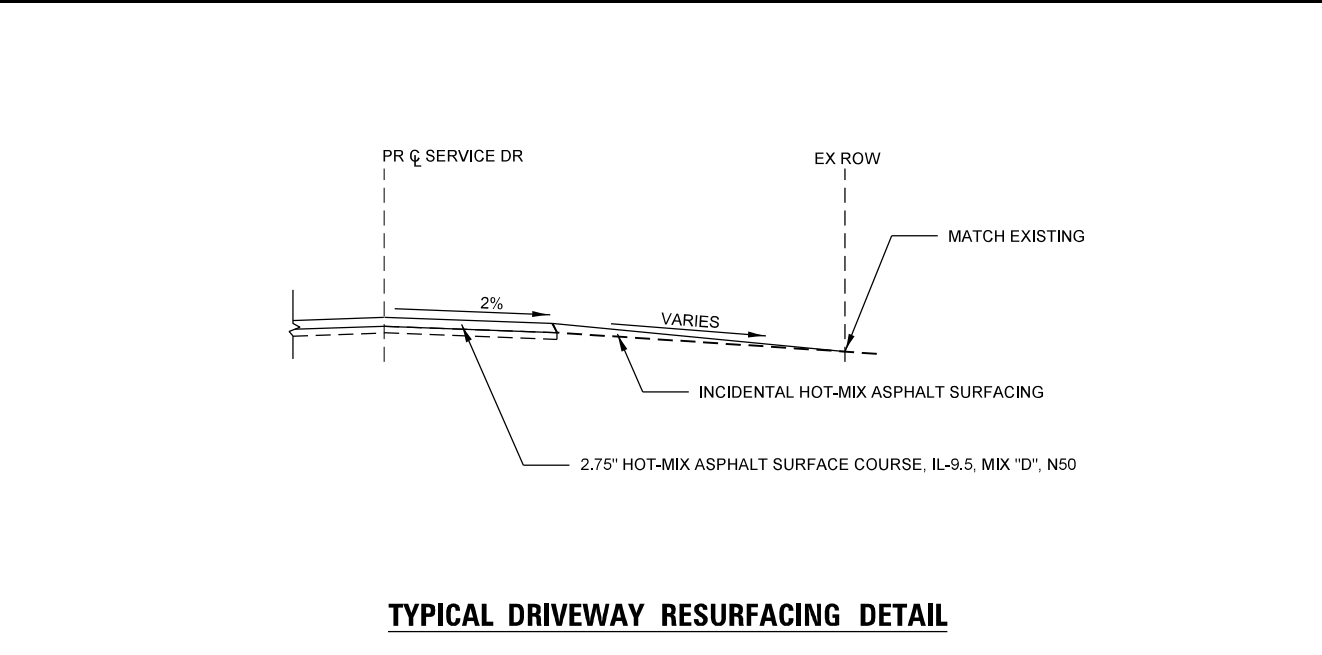 PR ℄ SERVICE DR
EX ROW
MATCH EXISTING
2%
VARIES
INCIDENTAL HOT-MIX ASPHALT SURFACING
2.75" HOT-MIX ASPHALT SURFACE COURSE, IL-9.5, MIX "D", N50
TYPICAL DRIVEWAY RESURFACING DETAIL